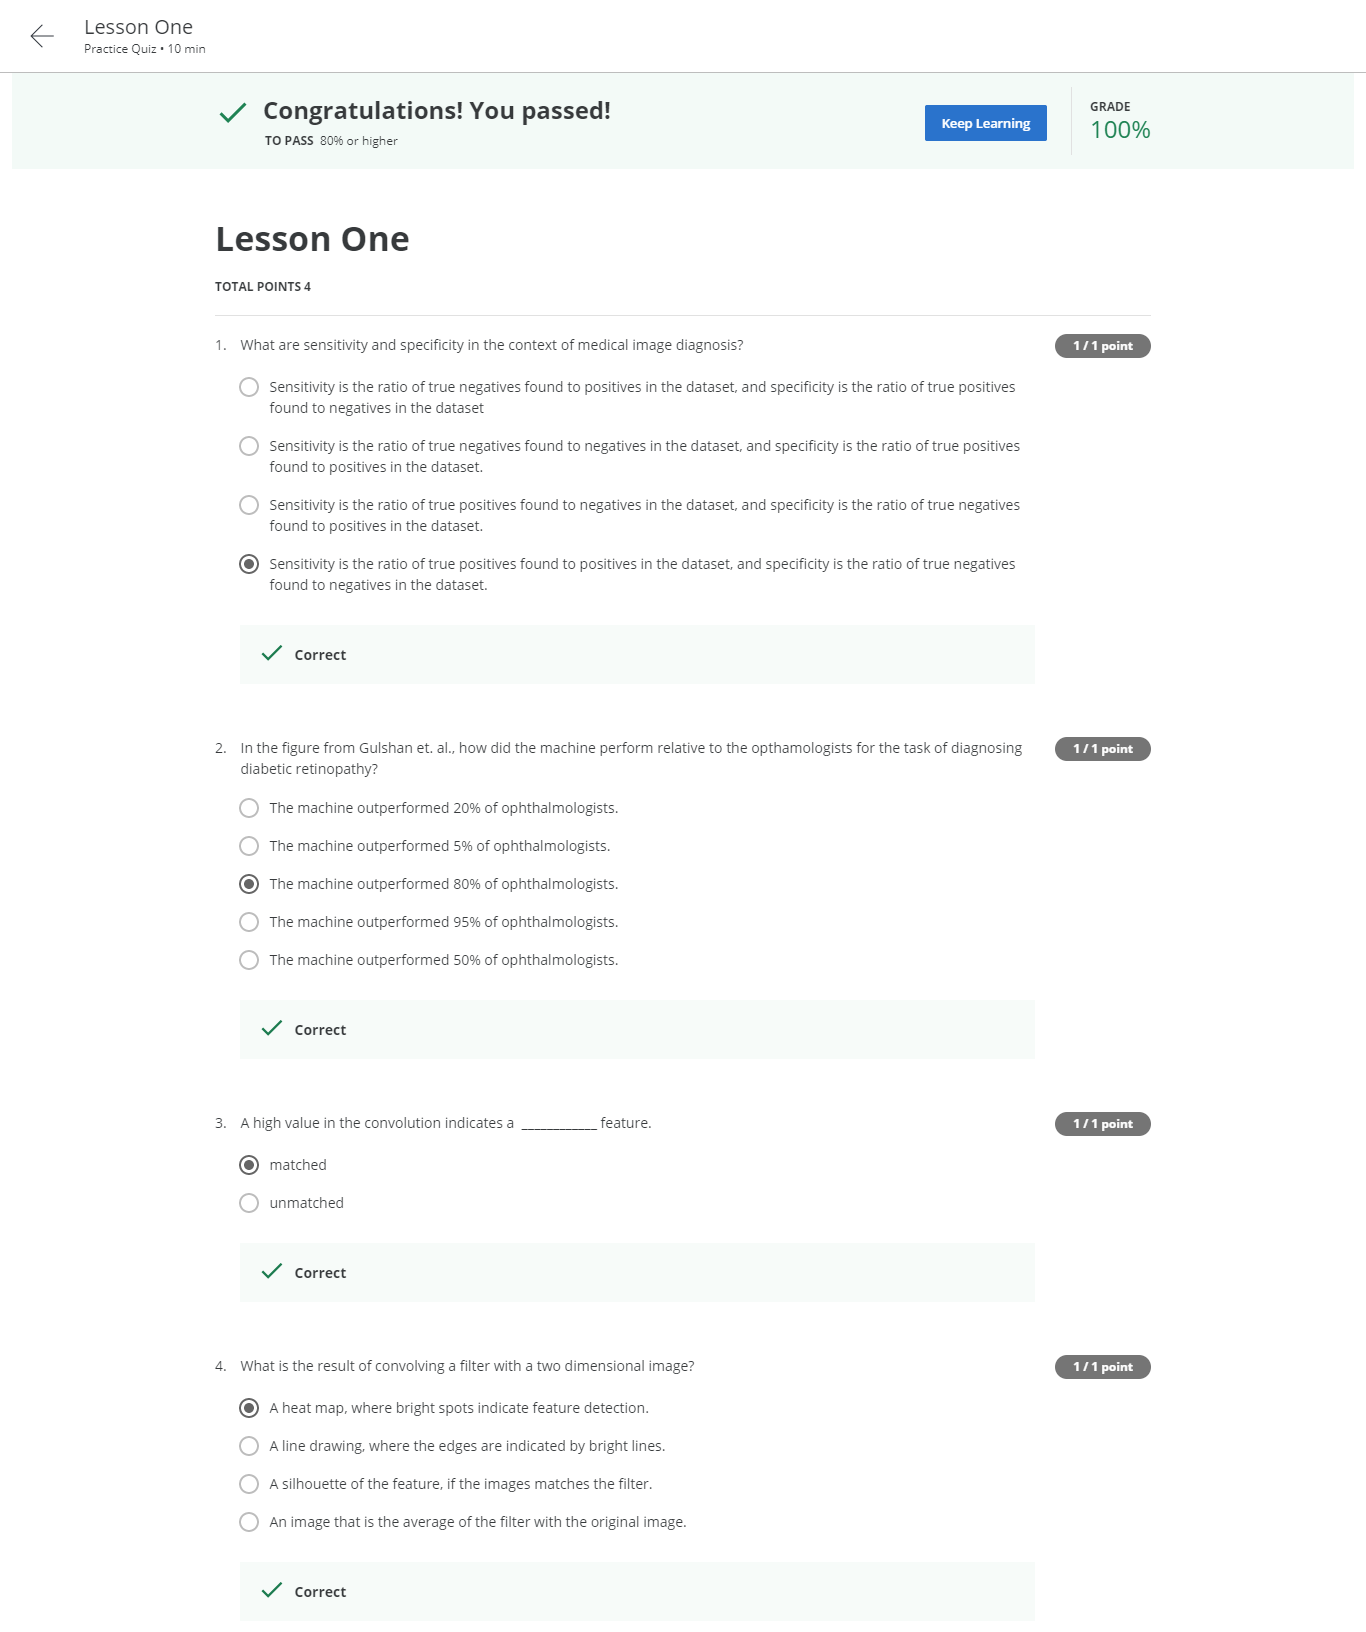 Lesson One
Practice Quiz • 10 min
Congratulations! You passed!
TO PASS 80% or higher
Keep Learning
GRADE
100%
Lesson One
TOTAL POINTS 4
1. What are sensitivity and specificity in the context of medical image diagnosis?
1 / 1 point
Sensitivity is the ratio of true negatives found to positives in the dataset, and specificity is the ratio of true positives
found to negatives in the dataset
Sensitivity is the ratio of true negatives found to negatives in the dataset, and specificity is the ratio of true positives
found to positives in the dataset.
Sensitivity is the ratio of true positives found to negatives in the dataset, and specificity is the ratio of true negatives
found to positives in the dataset.
Sensitivity is the ratio of true positives found to positives in the dataset, and specificity is the ratio of true negatives
found to negatives in the dataset.
Correct
2. In the figure from Gulshan et. al., how did the machine perform relative to the opthamologists for the task of diagnosing
diabetic retinopathy?
1 / 1 point
The machine outperformed 20% of ophthalmologists.
The machine outperformed 5% of ophthalmologists.
The machine outperformed 80% of ophthalmologists.
The machine outperformed 95% of ophthalmologists.
The machine outperformed 50% of ophthalmologists.
Correct
3. A high value in the convolution indicates a ____________ feature.
1 / 1 point
matched
unmatched
Correct
4. What is the result of convolving a filter with a two dimensional image?
1 / 1 point
A heat map, where bright spots indicate feature detection.
A line drawing, where the edges are indicated by bright lines.
A silhouette of the feature, if the images matches the filter.
An image that is the average of the filter with the original image.
Correct